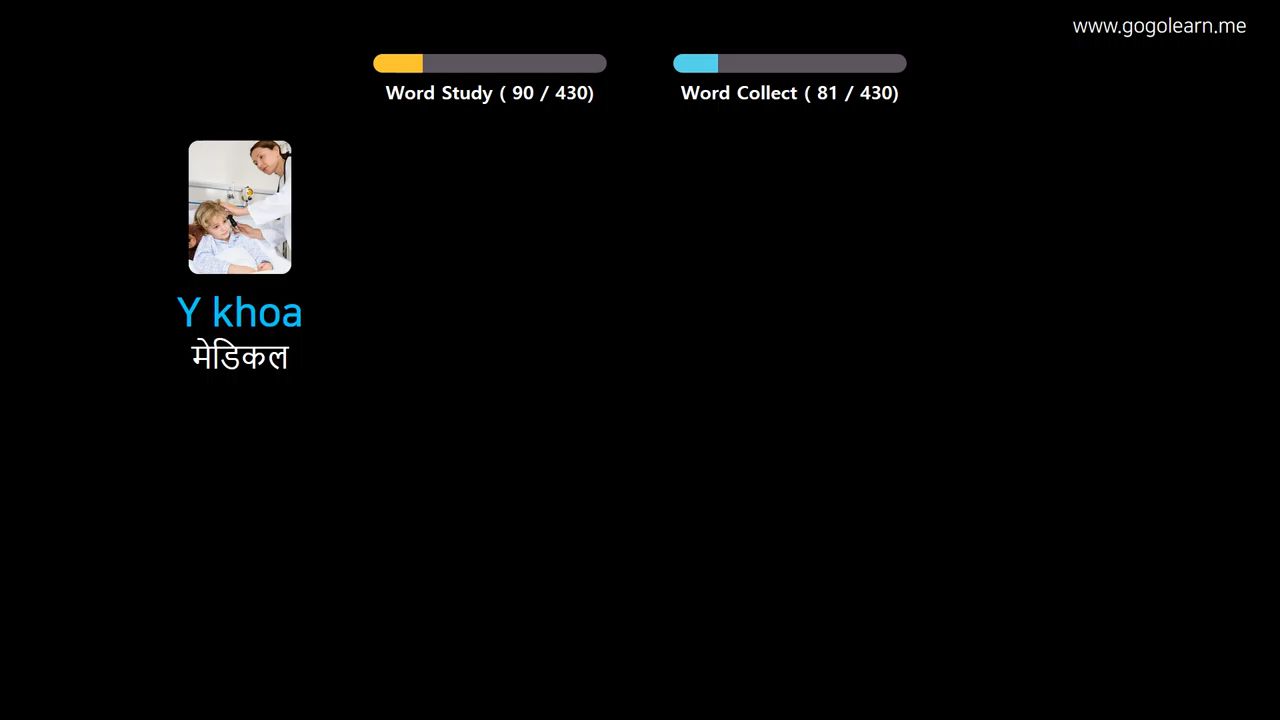 www.gogolearn.me
Word Study ( 90 / 430)
Word Collect ( 81 / 430)
Y khoa
मेडिकल